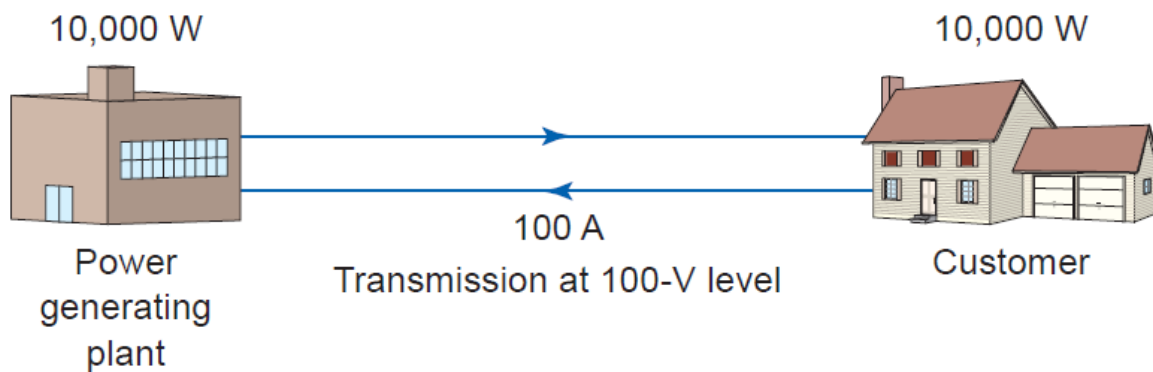 10,000 W
10,000 W
100 A
Transmission at 100-V level
Power
generating
plant
Customer